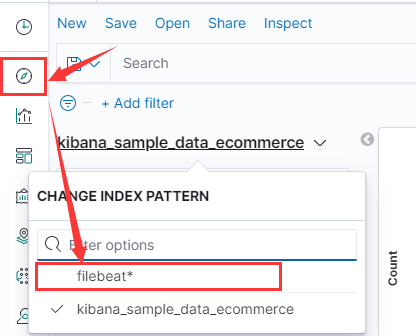 New Save Open Share Inspect
Search
+ Add filter
kibana_sample_data_ecommerce
CHANGE INDEX PATTERN
Filter options
filebeat*
kibana_sample_data_ecommerce
Count